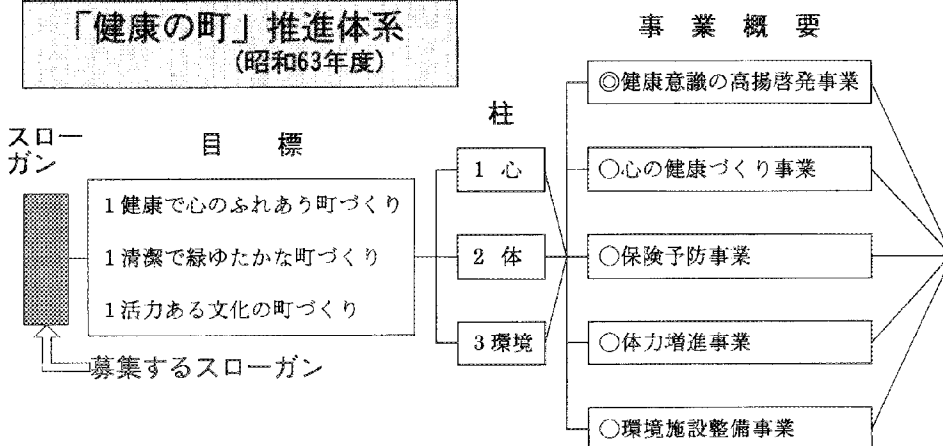 「健康の町」推進体系
(昭和63年度)
事業概要
スローガン
目標
柱
1健康で心のふれあう町づくり
1清潔で緑ゆたかな町づくり
1活力ある文化の町づくり
募集するスローガン
1 心
2 体
3 環境
◎健康意識の高揚啓発事業
○心の健康づくり事業
○保険予防事業
○体力増進事業
○環境施設整備事業